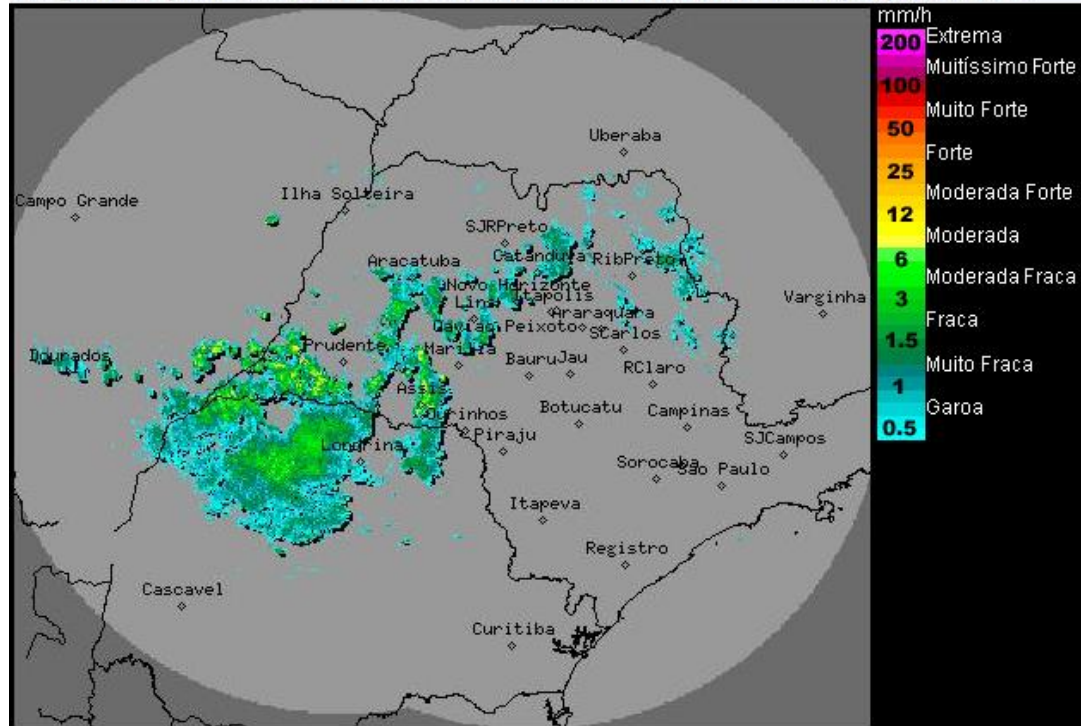 mm/h
200 Extrema
Muitíssimo Forte
100
Muito Forte
50
Forte
25
Moderada Forte
12
Moderada
6
Moderada Fraca
3
Fraca
1.5
Muito Fraca
1
Garoa
0.5
Uberaba
Campo Grande
Ilha Solteira
SJRPreto
Aracatuba
Catanduva
RibPreto
Novo Horizonte
Lins
Itapolis
Varginha
Araraquara
Gaviao Peixoto
SCarlos
Dourados
Prudente
Marilia
Bauru
Jau
RClaro
Assis
Ourinhos
Botucatu
Campinas
Piraju
SJCampos
Londrina
Sorocaba
Sao Paulo
Itapeva
Registro
Cascavel
Curitiba